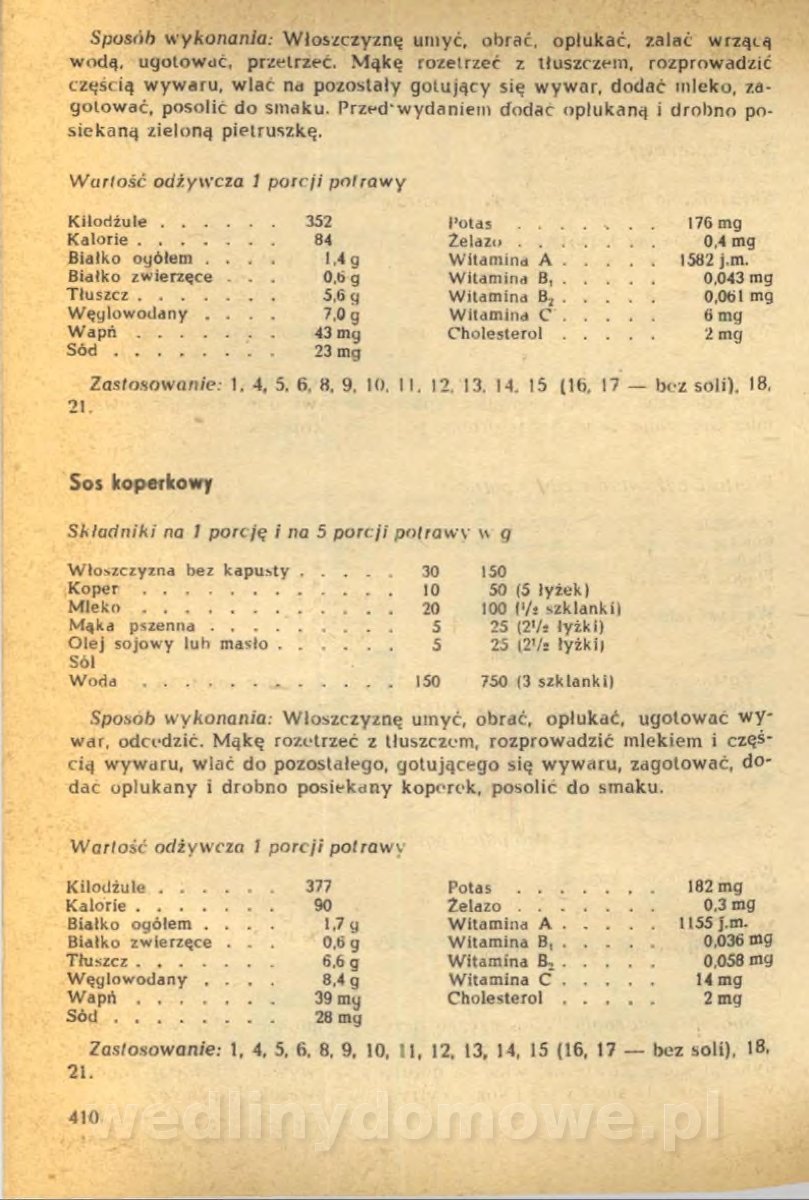 Sposób wykonania: Włoszczyznę umyć, obrać, opłukać, zalać wrzącą
wodą, ugotować, przetrzeć. Mąkę rozetrzeć z tłuszczem, rozprowadzić
częścią wywaru, wlać na pozostały gotujący się wywar, dodać mleko, za-
gotować, posolić do smaku. Przed wydaniem dodać opłukaną i drobno po-
siekaną zieloną pietruszkę.
Wartość odżywcza 1 porcji potrawy
Kilodżule . . . . . . 352 Potas . . . . . . . 176 mg
Kalorie . . . . . . . 84 Żelazo . . . . . . . 0,4 mg
Białko ogółem . . . . 1,4 g Witamina A . . . . . 1582 j.m.
Białko zwierzęce . . . 0,6 g Witamina B₁ . . . . . 0,043 mg
Tłuszcz . . . . . . . 5,6 g Witamina B₂ . . . . . 0,061 mg
Węglowodany . . . . 7,0 g Witamina C . . . . . 6 mg
Wapń . . . . . . . 43 mg Cholesterol . . . . . 2 mg
Sód . . . . . . . . 23 mg
Zastosowanie: 1, 4, 5, 6, 8, 9, 10, 11, 12, 13, 14, 15 (16, 17 — bez soli), 18,
21.
Sos koperkowy
Składniki na 1 porcję i na 5 porcji potrawy w g
Włoszczyzna bez kapusty . . . . . 30 150
Koper . . . . . . . . . . . . 10 50 (5 łyżek)
Mleko . . . . . . . . . . . 20 100 (1/2 szklanki)
Mąka pszenna . . . . . . . . . 5 25 (2 1/2 łyżki)
Olej sojowy lub masło . . . . . . 5 25 (2 1/2 łyżki)
Sól
Woda . . . . . . . . . . . . 150 750 (3 szklanki)
Sposób wykonania: Włoszczyznę umyć, obrać, opłukać, ugotować wy-
war, odcedzić. Mąkę rozetrzeć z tłuszczem, rozprowadzić mlekiem i częś-
cią wywaru, wlać do pozostałego, gotującego się wywaru, zagotować, do-
dać opłukany i drobno posiekany koperek, posolić do smaku.
Wartość odżywcza 1 porcji potrawy
Kilodżule . . . . . . 377 Potas . . . . . . . 182 mg
Kalorie . . . . . . . 90 Żelazo . . . . . . . 0,3 mg
Białko ogółem . . . . 1,7 g Witamina A . . . . . 1155 j.m.
Białko zwierzęce . . . 0,6 g Witamina B₁ . . . . . 0,036 mg
Tłuszcz . . . . . . . 6,6 g Witamina B₂ . . . . . 0,058 mg
Węglowodany . . . . 8,4 g Witamina C . . . . . 14 mg
Wapń . . . . . . . 39 mg Cholesterol . . . . . 2 mg
Sód . . . . . . . . 28 mg
Zastosowanie: 1, 4, 5, 6, 8, 9, 10, 11, 12, 13, 14, 15 (16, 17 — bez soli), 18,
21.
410
wedlinydomowe.pl